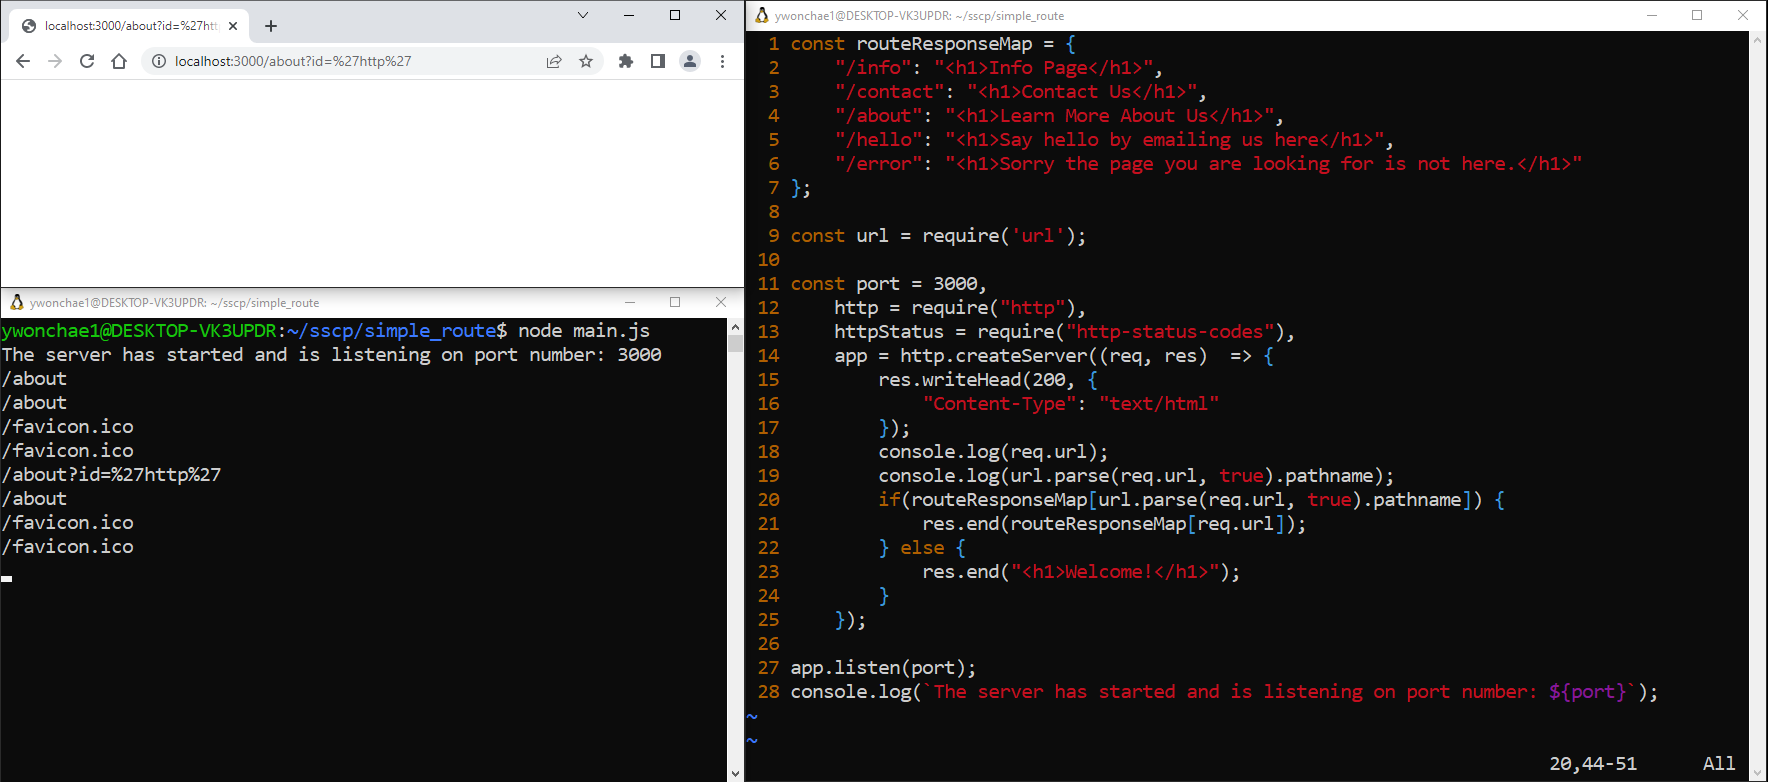 localhost:3000/about?id=%27htt
localhost:3000/about?id=%27http%27
ywonchae1@DESKTOP-VK3UPDR: ~/sscp/simple_route
ywonchae1@DESKTOP-VK3UPDR:~/sscp/simple_route$ node main.js
The server has started and is listening on port number: 3000
/about
/about
/favicon.ico
/favicon.ico
/about?id=%27http%27
/about
/favicon.ico
/favicon.ico
ywonchae1@DESKTOP-VK3UPDR: ~/sscp/simple_route
1 const routeResponseMap = {
2     "/info": "<h1>Info Page</h1>",
3     "/contact": "<h1>Contact Us</h1>",
4     "/about": "<h1>Learn More About Us</h1>",
5     "/hello": "<h1>Say hello by emailing us here</h1>",
6     "/error": "<h1>Sorry the page you are looking for is not here.</h1>"
7 };
8
9 const url = require('url');
10
11 const port = 3000,
12     http = require("http"),
13     httpStatus = require("http-status-codes"),
14     app = http.createServer((req, res)  => {
15         res.writeHead(200, {
16             "Content-Type": "text/html"
17         });
18         console.log(req.url);
19         console.log(url.parse(req.url, true).pathname);
20         if(routeResponseMap[url.parse(req.url, true).pathname]) {
21             res.end(routeResponseMap[req.url]);
22         } else {
23             res.end("<h1>Welcome!</h1>");
24         }
25     });
26
27 app.listen(port);
28 console.log(`The server has started and is listening on port number: ${port}`);
~
~
20,44-51 All